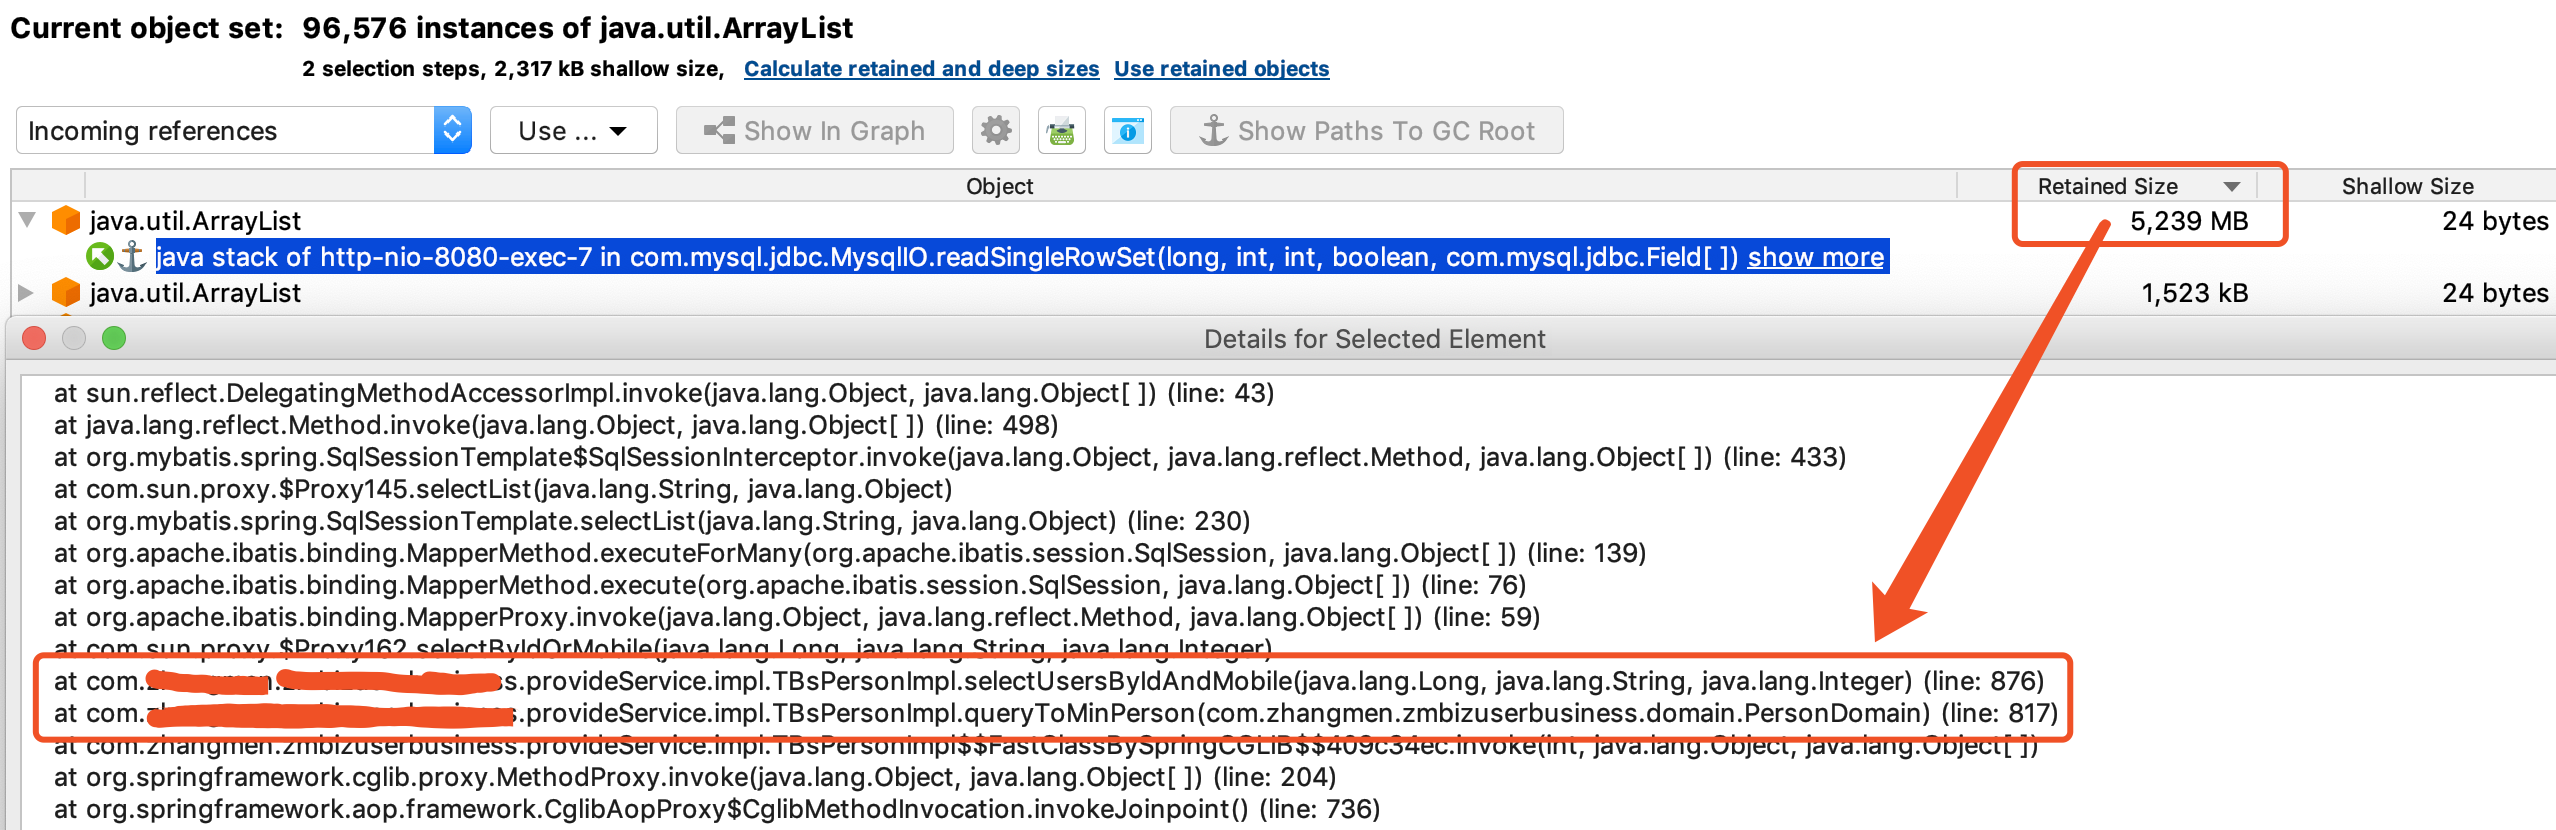 Current object set: 96,576 instances of java.util.ArrayList
2 selection steps, 2,317 kB shallow size, Calculate retained and deep sizes Use retained objects
Incoming references Use ... Show In Graph Show Paths To GC Root
Object Retained Size Shallow Size
java.util.ArrayList 5,239 MB 24 bytes
java stack of http-nio-8080-exec-7 in com.mysql.jdbc.MysqlIO.readSingleRowSet(long, int, int, boolean, com.mysql.jdbc.Field[ ]) show more
java.util.ArrayList 1,523 kB 24 bytes
Details for Selected Element
at sun.reflect.DelegatingMethodAccessorImpl.invoke(java.lang.Object, java.lang.Object[ ]) (line: 43)
at java.lang.reflect.Method.invoke(java.lang.Object, java.lang.Object[ ]) (line: 498)
at org.mybatis.spring.SqlSessionTemplate$SqlSessionInterceptor.invoke(java.lang.Object, java.lang.reflect.Method, java.lang.Object[ ]) (line: 433)
at com.sun.proxy.$Proxy145.selectList(java.lang.String, java.lang.Object)
at org.mybatis.spring.SqlSessionTemplate.selectList(java.lang.String, java.lang.Object) (line: 230)
at org.apache.ibatis.binding.MapperMethod.executeForMany(org.apache.ibatis.session.SqlSession, java.lang.Object[ ]) (line: 139)
at org.apache.ibatis.binding.MapperMethod.execute(org.apache.ibatis.session.SqlSession, java.lang.Object[ ]) (line: 76)
at org.apache.ibatis.binding.MapperProxy.invoke(java.lang.Object, java.lang.reflect.Method, java.lang.Object[ ]) (line: 59)
at com.sun.proxy.$Proxy162.selectByIdOrMobile(java.lang.Long, java.lang.String, java.lang.Integer)
at com. s.provideService.impl.TBsPersonImpl.selectUsersByIdAndMobile(java.lang.Long, java.lang.String, java.lang.Integer) (line: 876)
at com. .provideService.impl.TBsPersonImpl.queryToMinPerson(com.zhangmen.zmbizuserbusiness.domain.PersonDomain) (line: 817)
at com.zhangmen.zmbizuserbusiness.provideService.impl.TBsPersonImpl$$FastClassBySpringCGLIB$$409c34ec.invoke(int, java.lang.Object, java.lang.Object[ ])
at org.springframework.cglib.proxy.MethodProxy.invoke(java.lang.Object, java.lang.Object[ ]) (line: 204)
at org.springframework.aop.framework.CglibAopProxy$CglibMethodInvocation.invokeJoinpoint() (line: 736)